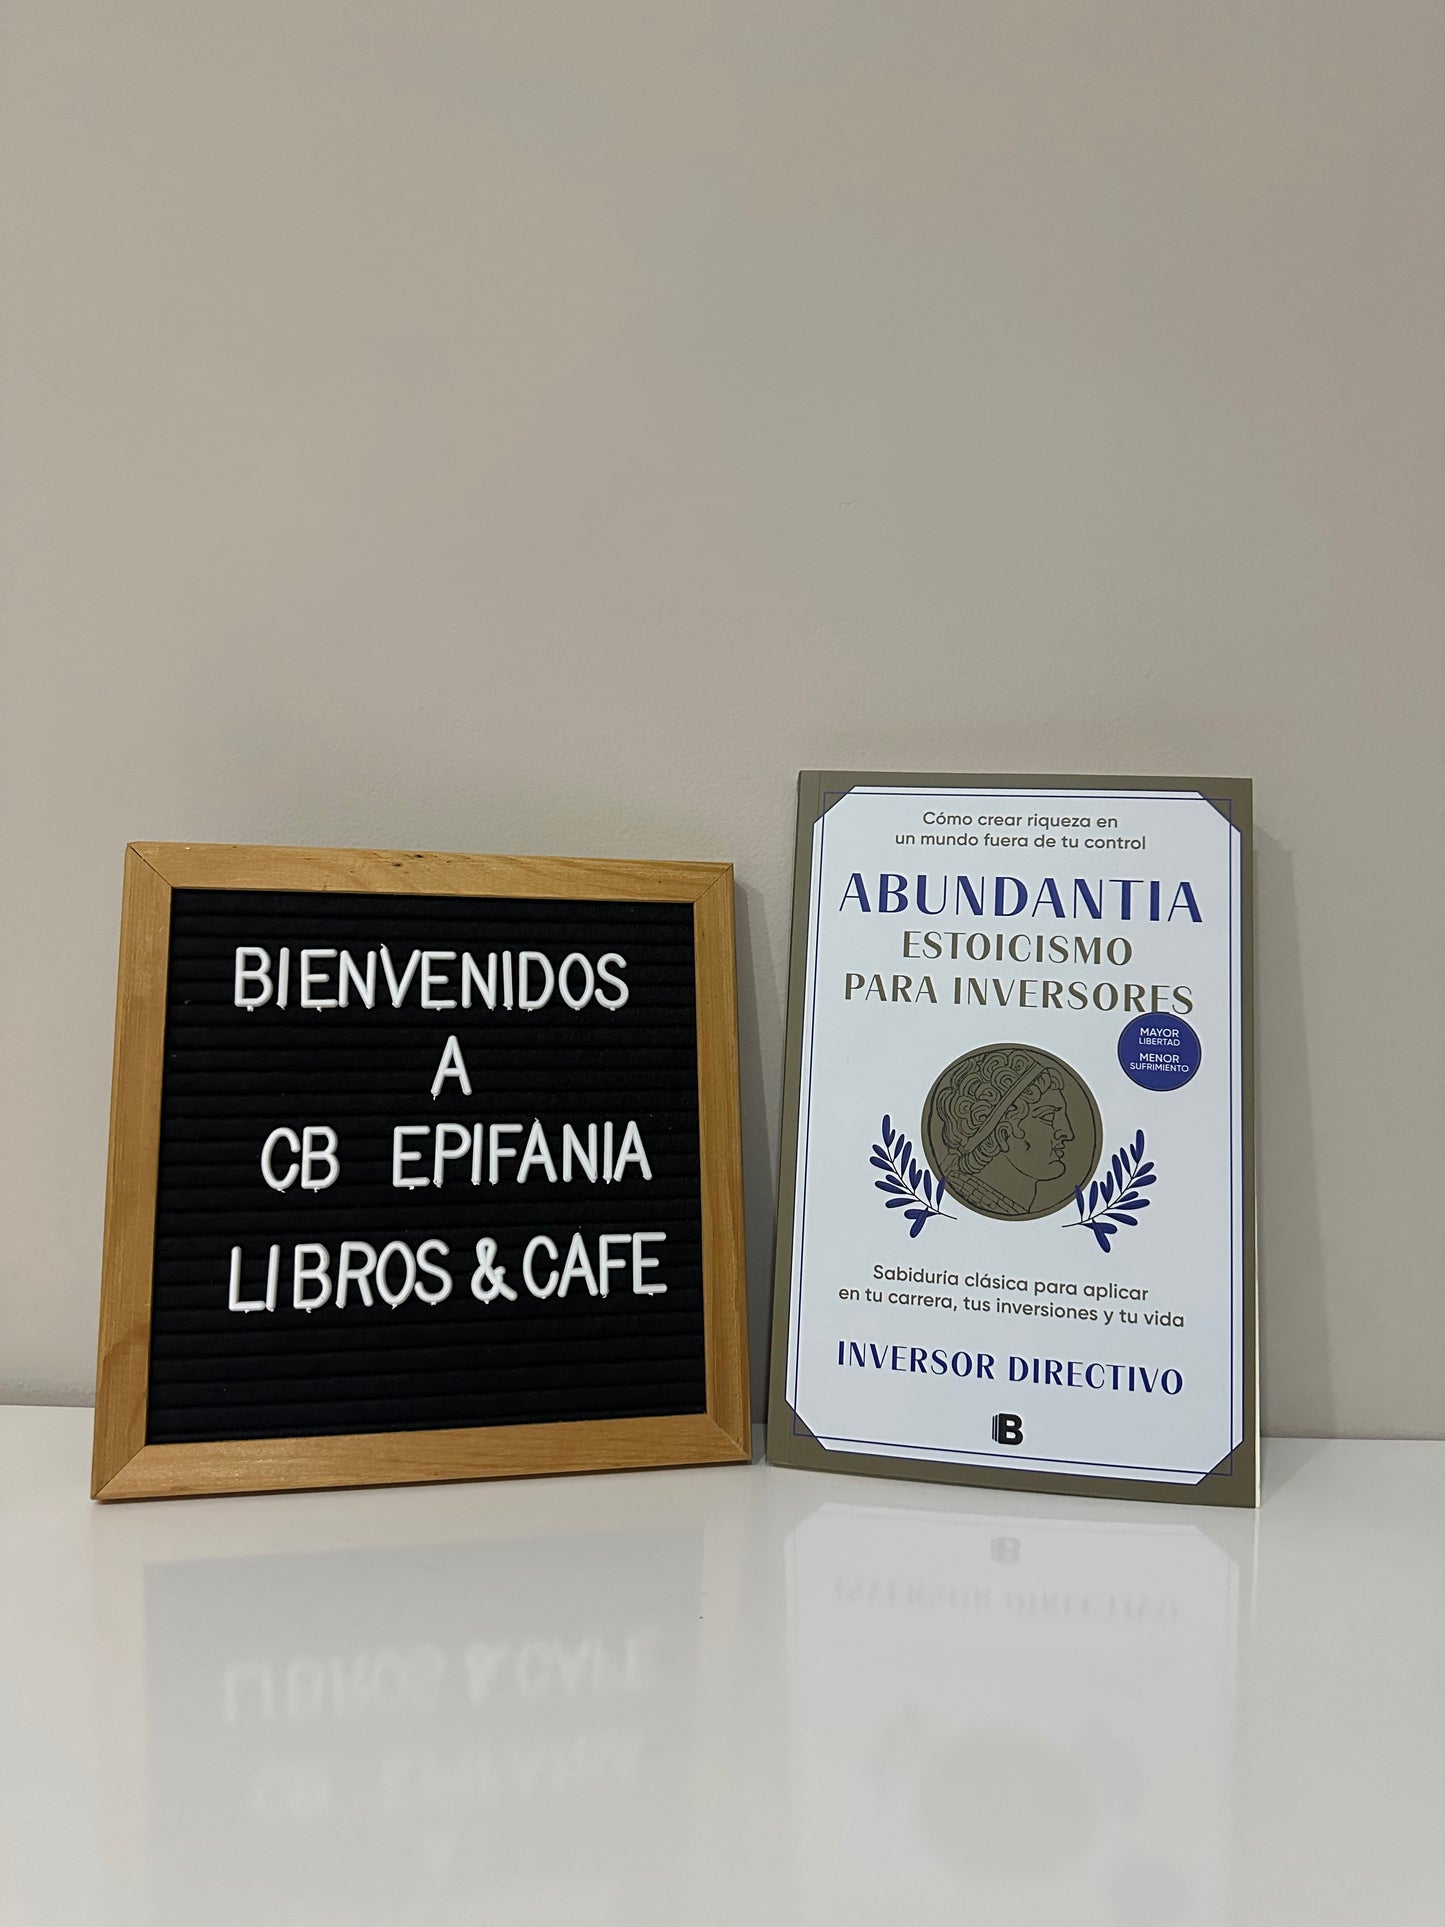 BIENVENIDOS
A
CB EPIFANIA
LIBROS & CAFE
Cómo crear riqueza en
un mundo fuera de tu control
ABUNDANTIA
ESTOICISMO
PARA INVERSORES
MAYOR
LIBERTAD
MENOR
SUFRIMIENTO
Sabiduría clásica para aplicar
en tu carrera, tus inversiones y tu vida
INVERSOR DIRECTIVO
B